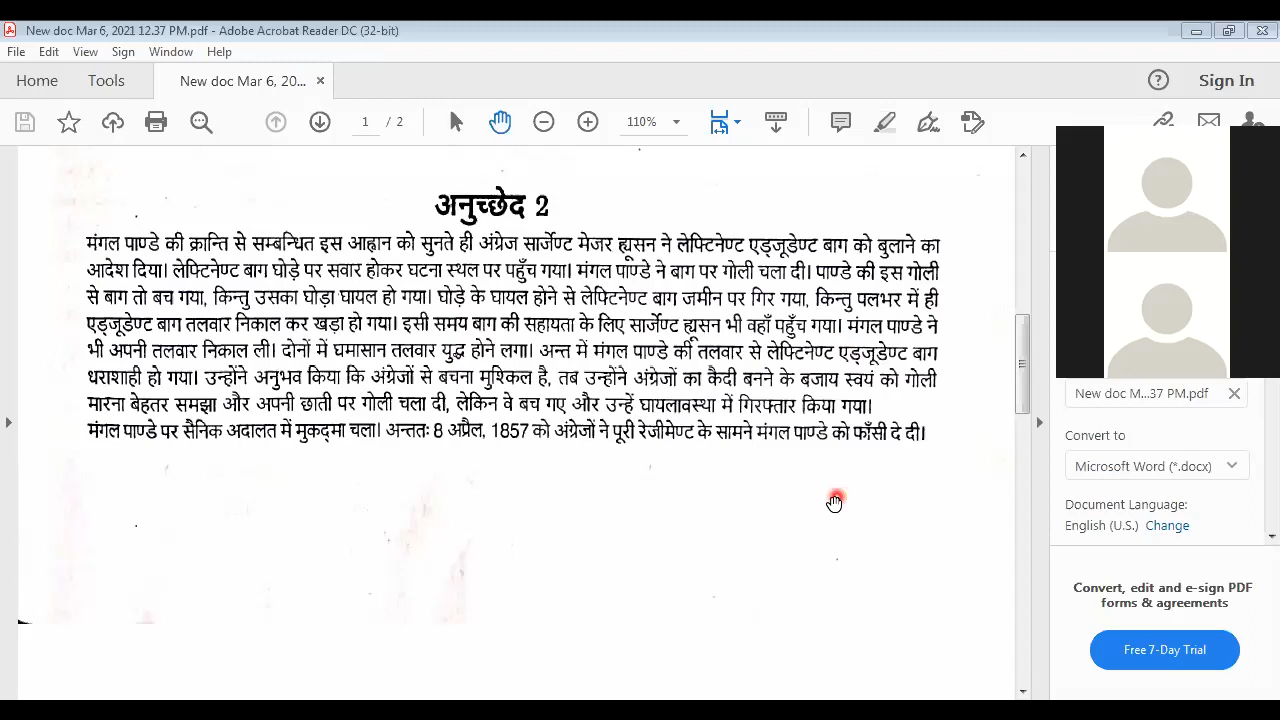 New doc Mar 6, 2021 12.37 PM.pdf - Adobe Acrobat Reader DC (32-bit)
File Edit View Sign Window Help
Home Tools New doc Mar 6, 20... × Sign In
1 / 2 110%
अनुच्छेद 2
मंगल पाण्डे की क्रान्ति से सम्बन्धित इस आह्वान को सुनते ही अंग्रेज सार्जेण्ट मेजर ह्यूसन ने लेफ्टिनेण्ट एड्जूडेण्ट बाग को बुलाने का
आदेश दिया। लेफ्टिनेण्ट बाग घोड़े पर सवार होकर घटना स्थल पर पहुँच गया। मंगल पाण्डे ने बाग पर गोली चला दी। पाण्डे की इस गोली
से बाग तो बच गया, किन्तु उसका घोड़ा घायल हो गया। घोड़े के घायल होने से लेफ्टिनेण्ट बाग जमीन पर गिर गया, किन्तु पलभर में ही
एड्जूडेण्ट बाग तलवार निकाल कर खड़ा हो गया। इसी समय बाग की सहायता के लिए सार्जेण्ट ह्यूसन भी वहाँ पहुँच गया। मंगल पाण्डे ने
भी अपनी तलवार निकाल ली। दोनों में घमासान तलवार युद्ध होने लगा। अन्त में मंगल पाण्डे की तलवार से लेफ्टिनेण्ट एड्जूडेण्ट बाग
धराशाही हो गया। उन्होंने अनुभव किया कि अंग्रेजों से बचना मुश्किल है, तब उन्होंने अंग्रेजों का कैदी बनने के बजाय स्वयं को गोली
मारना बेहतर समझा और अपनी छाती पर गोली चला दी, लेकिन वे बच गए और उन्हें घायलावस्था में गिरफ्तार किया गया।
मंगल पाण्डे पर सैनिक अदालत में मुकद्मा चला। अन्ततः 8 अप्रैल, 1857 को अंग्रेजों ने पूरी रेजीमेण्ट के सामने मंगल पाण्डे को फाँसी दे दी।
New doc M...37 PM.pdf
Convert to
Microsoft Word (*.docx)
Document Language:
English (U.S.) Change
Convert, edit and e-sign PDF
forms & agreements
Free 7-Day Trial